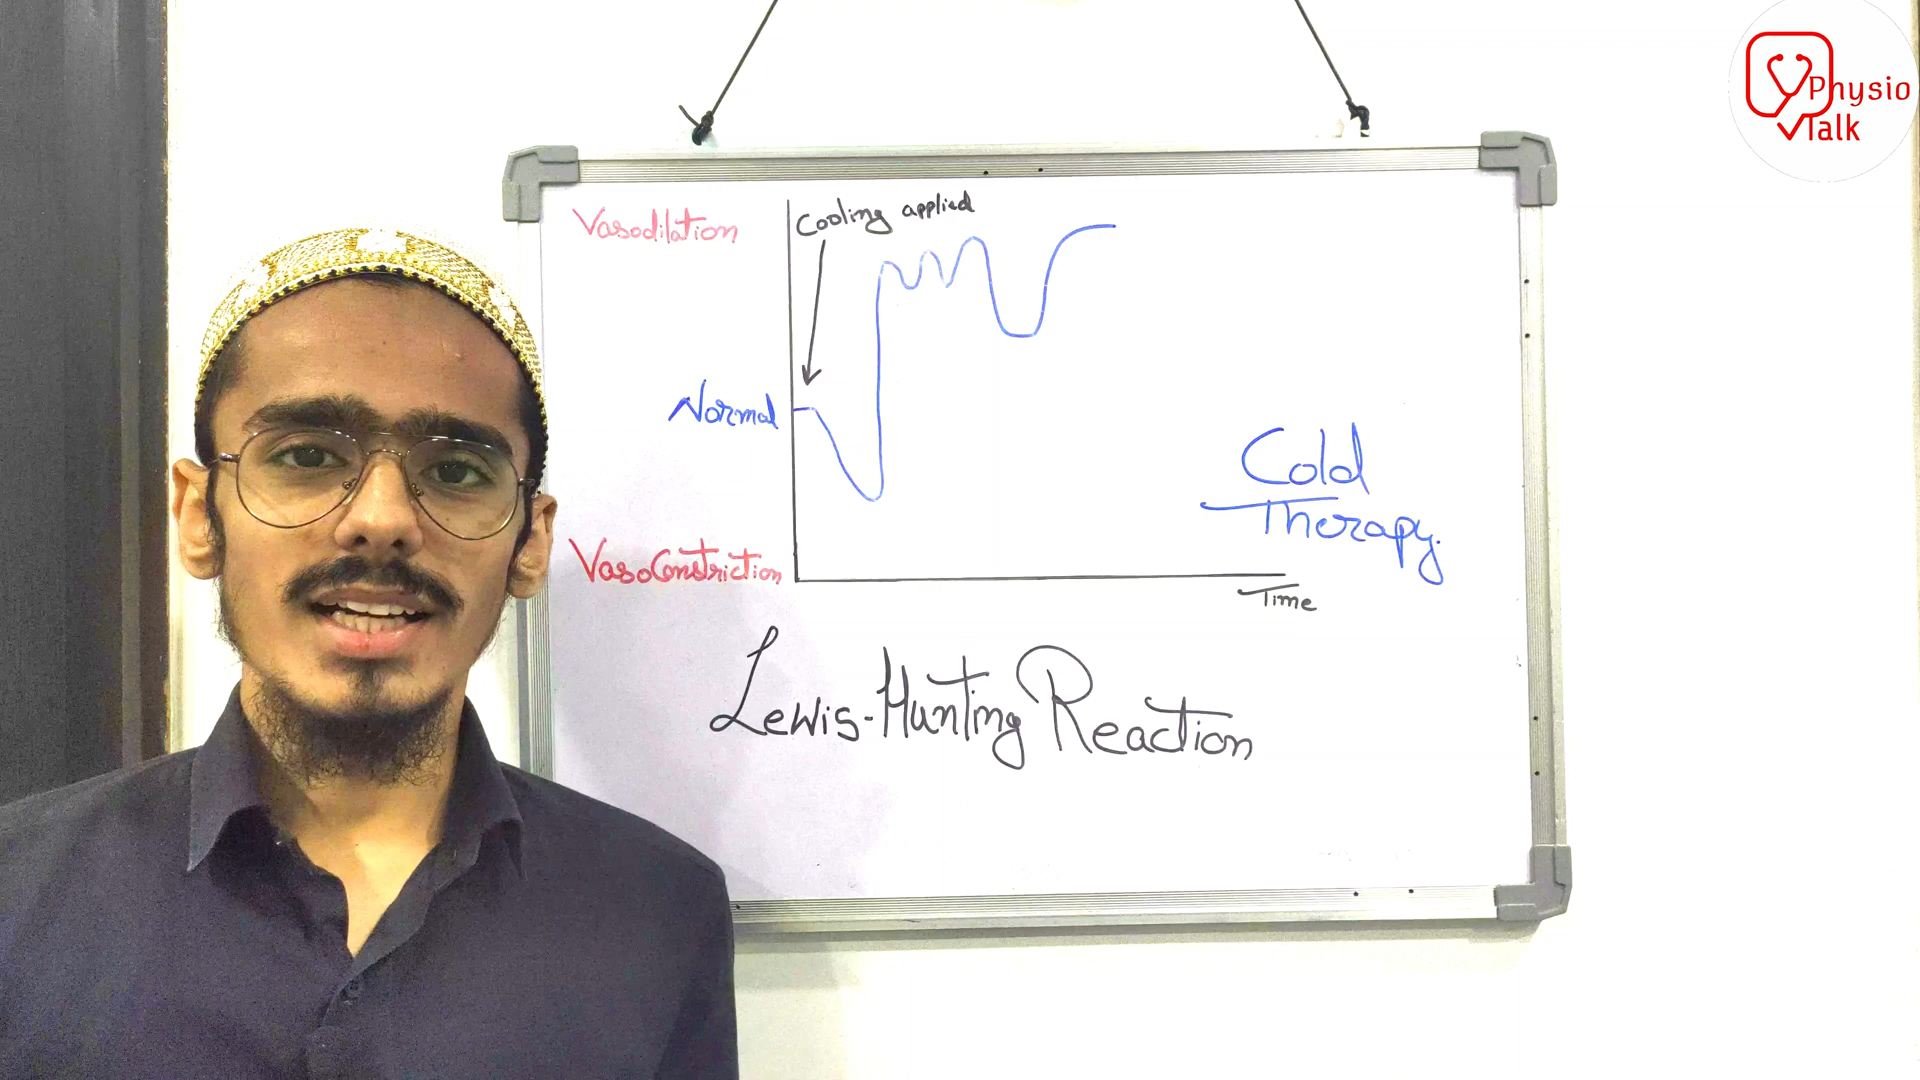 Physio
Talk
Vasodilation
Cooling applied
Normal
Cold
Therapy.
VasoConstriction
Time
Lewis-Hunting Reaction